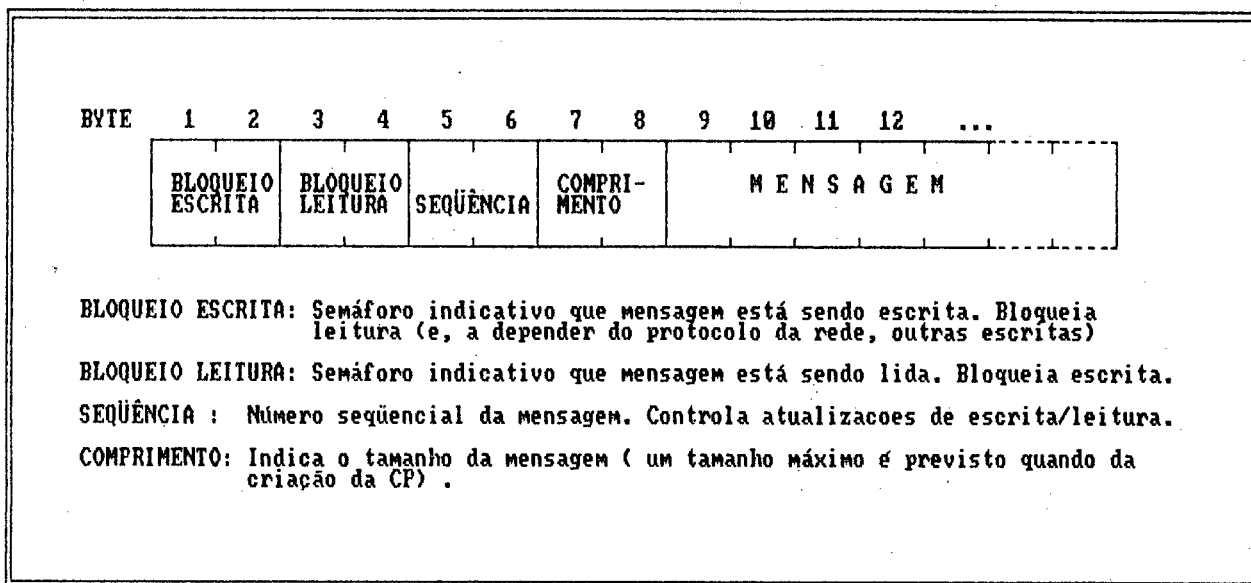 BYTE 1 2 3 4 5 6 7 8 9 10 11 12 ...
BLOQUEIO ESCRITA
BLOQUEIO LEITURA
SEQÜÊNCIA
COMPRI-
MENTO
M E N S A G E M
BLOQUEIO ESCRITA: Semáforo indicativo que mensagem está sendo escrita. Bloqueia
leitura (e, a depender do protocolo da rede, outras escritas)
BLOQUEIO LEITURA: Semáforo indicativo que mensagem está sendo lida. Bloqueia escrita.
SEQÜÊNCIA : Número seqüencial da mensagem. Controla atualizacoes de escrita/leitura.
COMPRIMENTO: Indica o tamanho da mensagem ( um tamanho máximo é previsto quando da
criação da CP) .